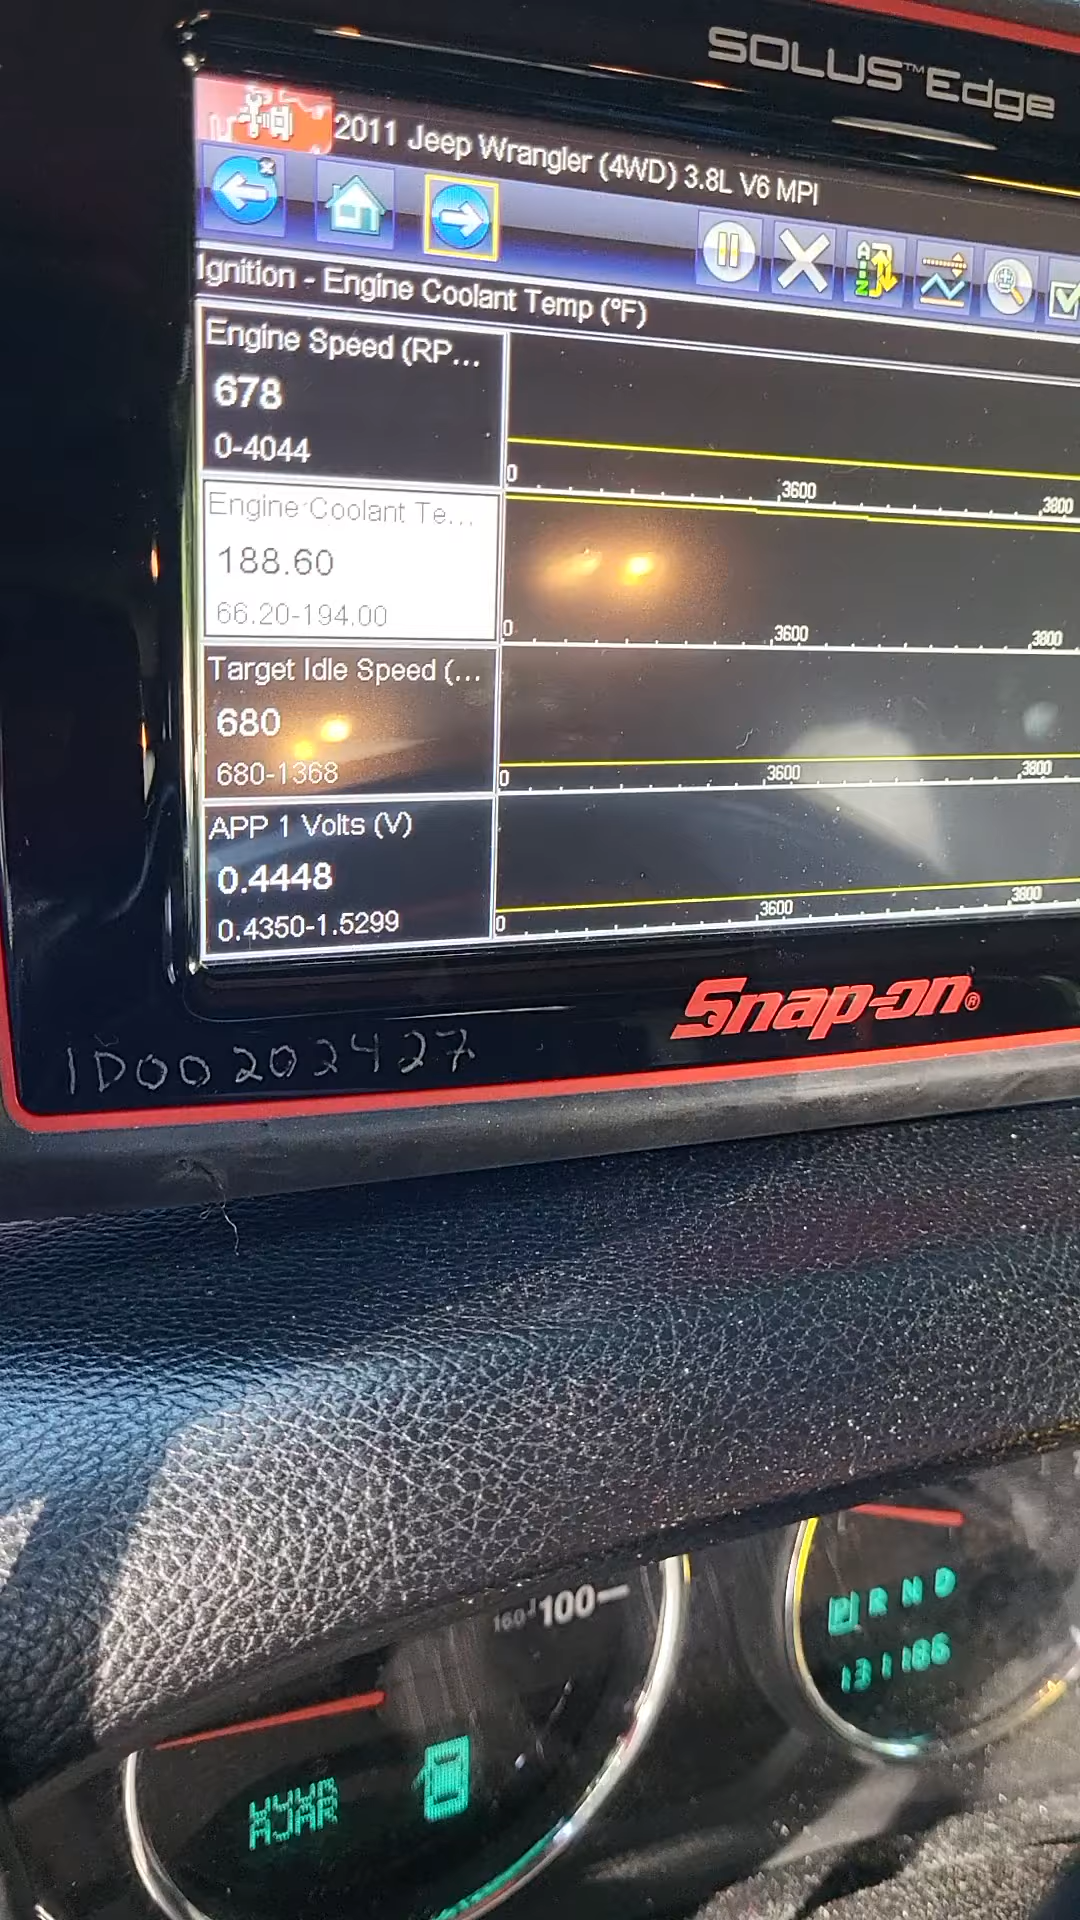 SOLUS™ Edge
2011 Jeep Wrangler (4WD) 3.8L V6 MPI
Ignition - Engine Coolant Temp (°F)
Engine Speed (RP...
678
0-4044
0 3600 3800
Engine Coolant Te...
188.60
66.20-194.00
0 3600 3800
Target Idle Speed (...
680
680-1368
0 3600 3800
APP 1 Volts (V)
0.4448
0.4350-1.5299
0 3600 3800
Snap-on®
ID00202427
160 100
P R N D
131186
AJAR